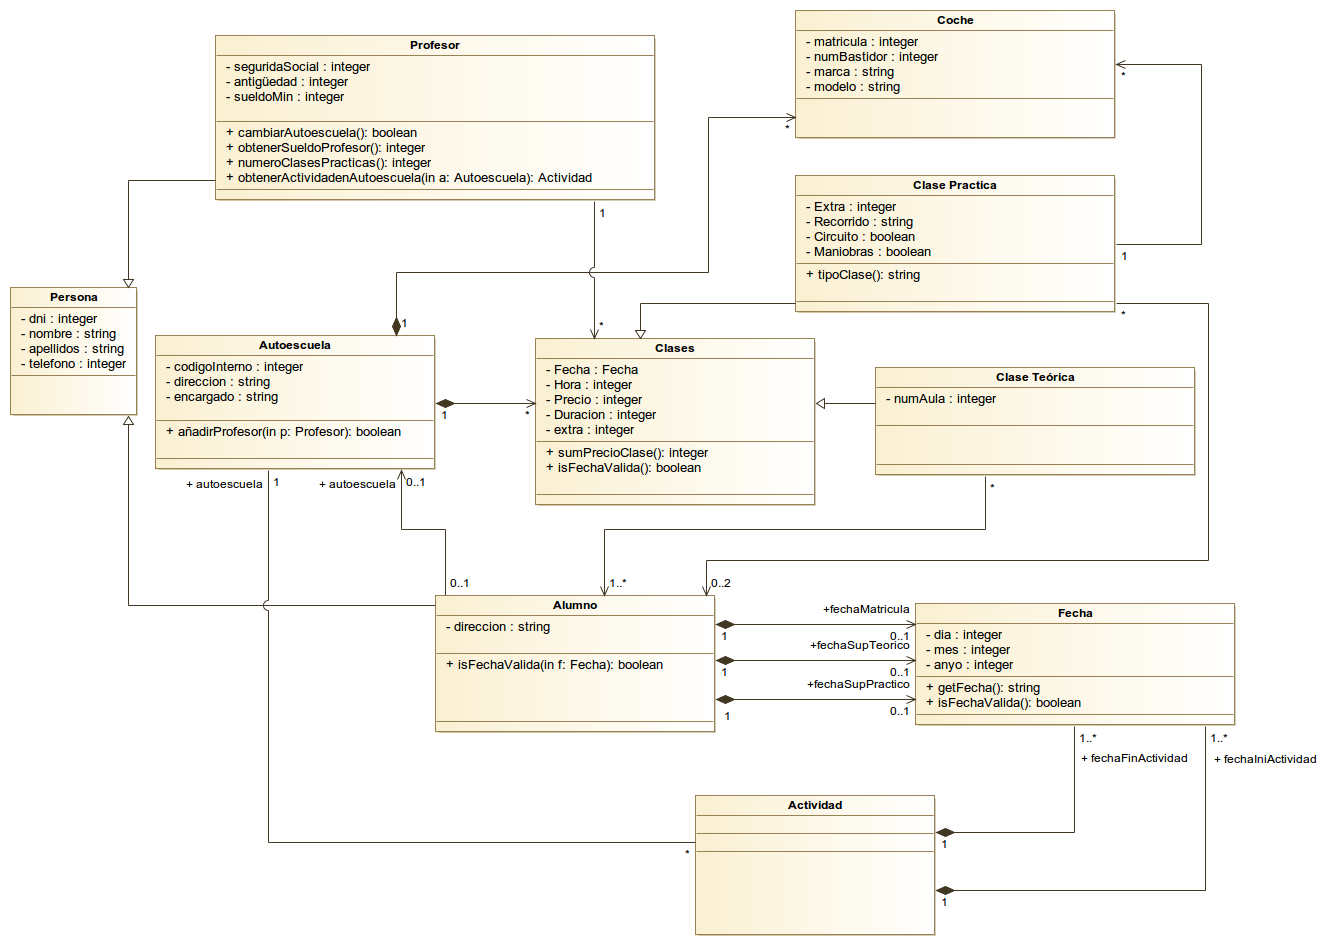 Profesor
- seguridaSocial : integer
- antigüedad : integer
- sueldoMin : integer
+ cambiarAutoescuela(): boolean
+ obtenerSueldoProfesor(): integer
+ numeroClasesPracticas(): integer
+ obtenerActividadenAutoescuela(in a: Autoescuela): Actividad
1
*
Coche
- matricula : integer
- numBastidor : integer
- marca : string
- modelo : string
*
*
Clase Practica
- Extra : integer
- Recorrido : string
- Circuito : boolean
- Maniobras : boolean
+ tipoClase(): string
1
*
Persona
- dni : integer
- nombre : string
- apellidos : string
- telefono : integer
Autoescuela
- codigoInterno : integer
- direccion : string
- encargado : string
+ añadirProfesor(in p: Profesor): boolean
1
1
*
+ autoescuela
1
+ autoescuela
0..1
Clases
- Fecha : Fecha
- Hora : integer
- Precio : integer
- Duracion : integer
- extra : integer
+ sumPrecioClase(): integer
+ isFechaValida(): boolean
Clase Teórica
- numAula : integer
*
0..1
1..*
0..2
Alumno
- direccion : string
+ isFechaValida(in f: Fecha): boolean
+fechaMatricula
1
0..1
+fechaSupTeorico
1
0..1
+fechaSupPractico
1
0..1
Fecha
- dia : integer
- mes : integer
- anyo : integer
+ getFecha(): string
+ isFechaValida(): boolean
1..*
+ fechaFinActividad
1..*
+ fechaIniActividad
Actividad
*
1
1